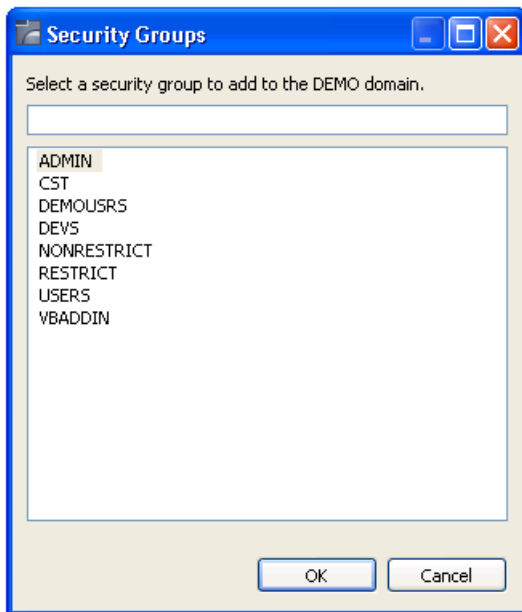 Security Groups
Select a security group to add to the DEMO domain.
ADMIN
CST
DEMOUSRS
DEVS
NONRESTRICT
RESTRICT
USERS
VBADDIN
OK Cancel